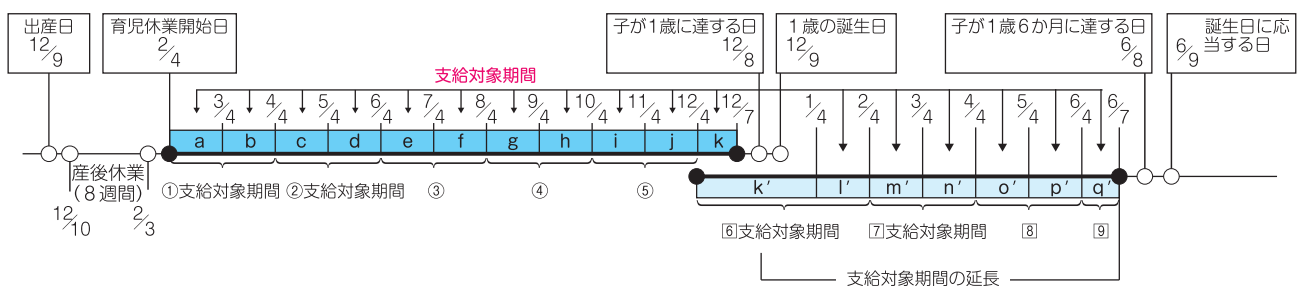 出産日
12/9
育児休業開始日
2/4
子が1歳に達する日
12/8
1歳の誕生日
12/9
子が1歳6か月に達する日
6/8
誕生日に応
当する日
6/9
支給対象期間
3/4 4/4 5/4 6/4 7/4 8/4 9/4 10/4 11/4 12/4 12/7 1/4 2/4 3/4 4/4 5/4 6/4 6/7
a b c d e f g h i j k
産後休業
(8週間)
12/10 2/3
①支給対象期間 ②支給対象期間 ③ ④ ⑤
k′ l′ m′ n′ o′ p′ q′
6支給対象期間 7支給対象期間 8 9
支給対象期間の延長